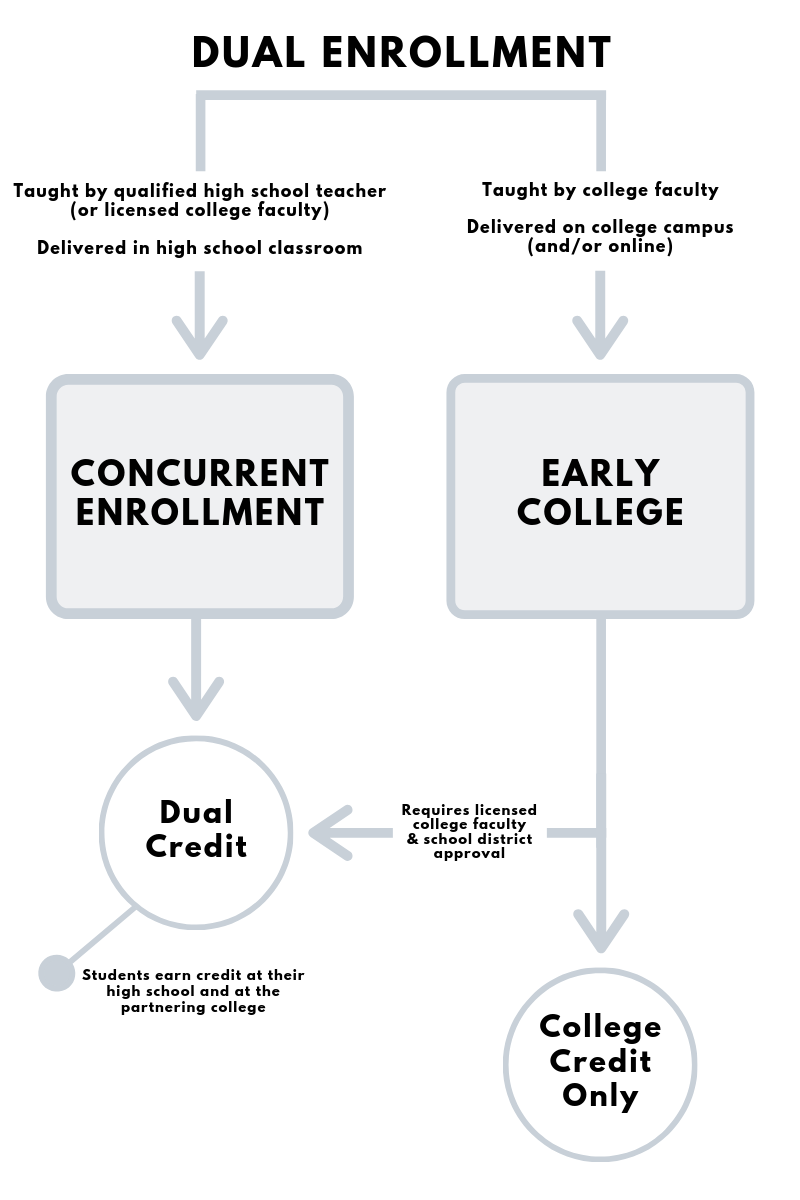 DUAL ENROLLMENT
Taught by qualified high school teacher
(or licensed college faculty)
Delivered in high school classroom
Taught by college faculty
Delivered on college campus
(and/or online)
CONCURRENT
ENROLLMENT
EARLY
COLLEGE
Dual
Credit
Requires licensed
college faculty
& school district
approval
Students earn credit at their
high school and at the
partnering college
College
Credit
Only